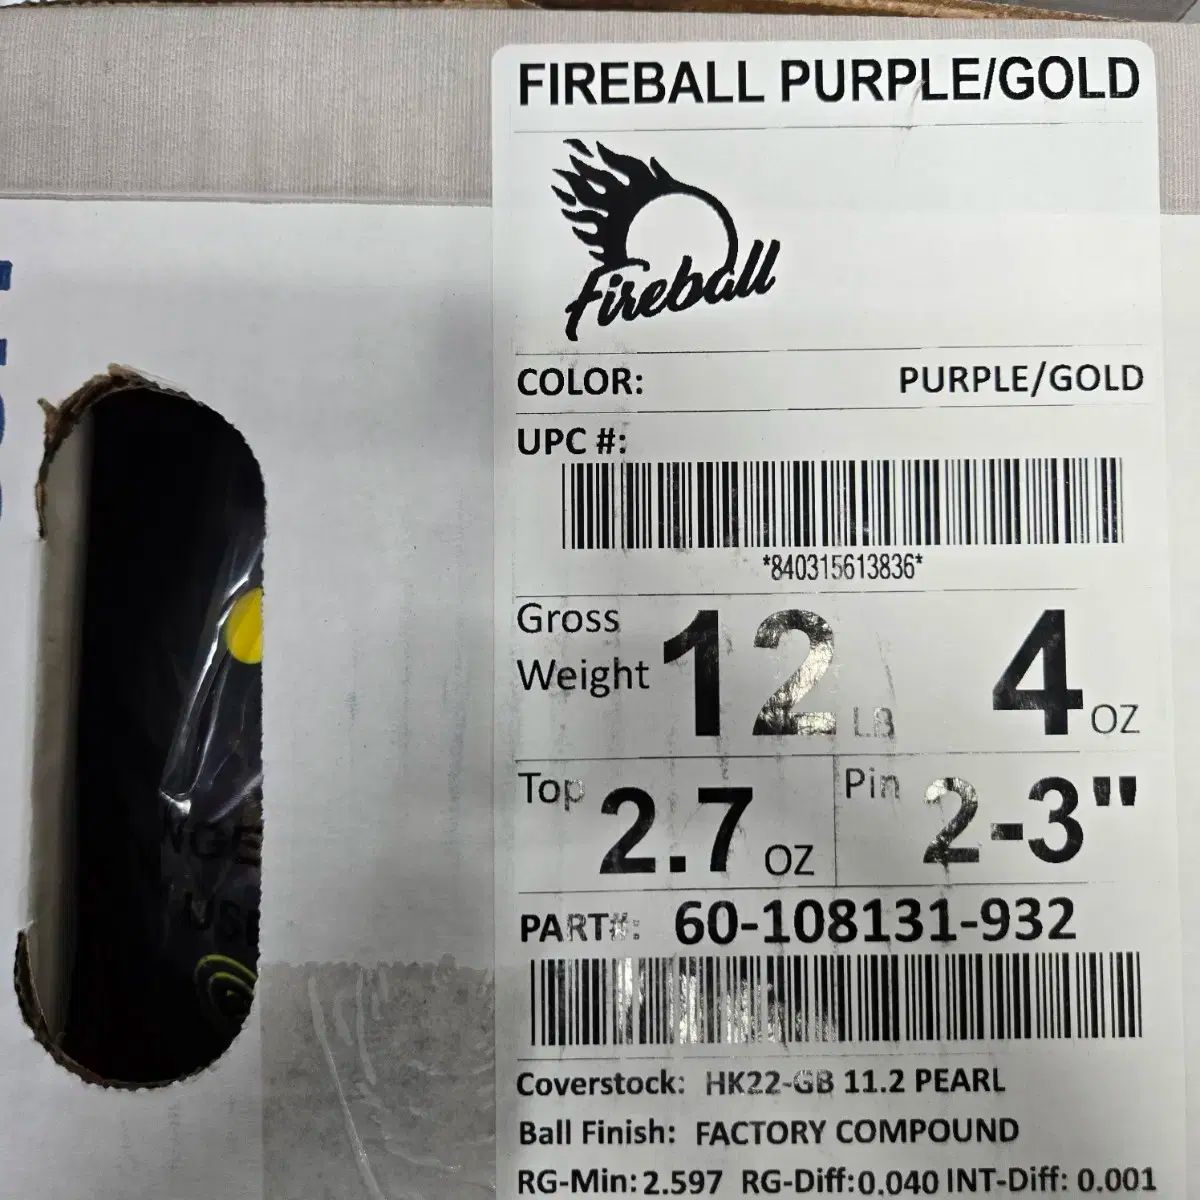 FIREBALL PURPLE/GOLD
Fireball
COLOR: PURPLE/GOLD
UPC #:
*840315613836*
Gross Weight 12 LB 4 OZ
Top 2.7 OZ Pin 2-3"
PART#: 60-108131-932
Coverstock: HK22-GB 11.2 PEARL
Ball Finish: FACTORY COMPOUND
RG-Min: 2.597 RG-Diff:0.040 INT-Diff: 0.001